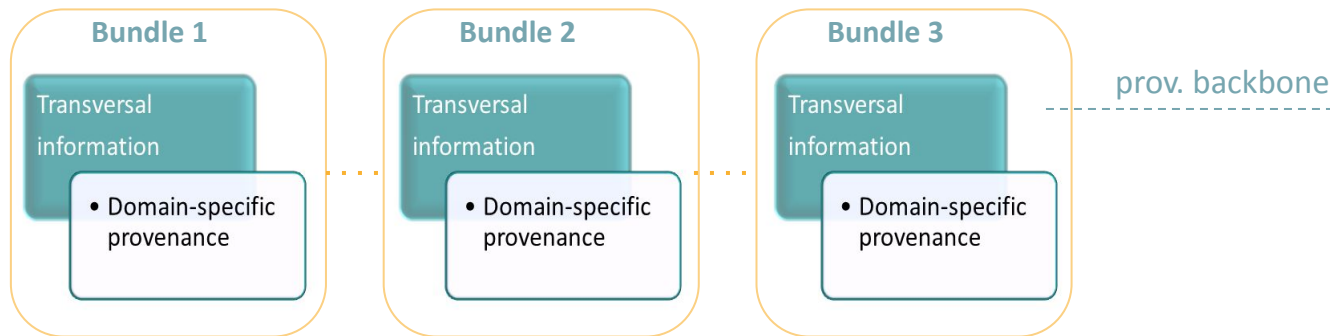 Bundle 1
Transversal
information
• Domain-specific
provenance
Bundle 2
Transversal
information
• Domain-specific
provenance
Bundle 3
Transversal
information
• Domain-specific
provenance
prov. backbone